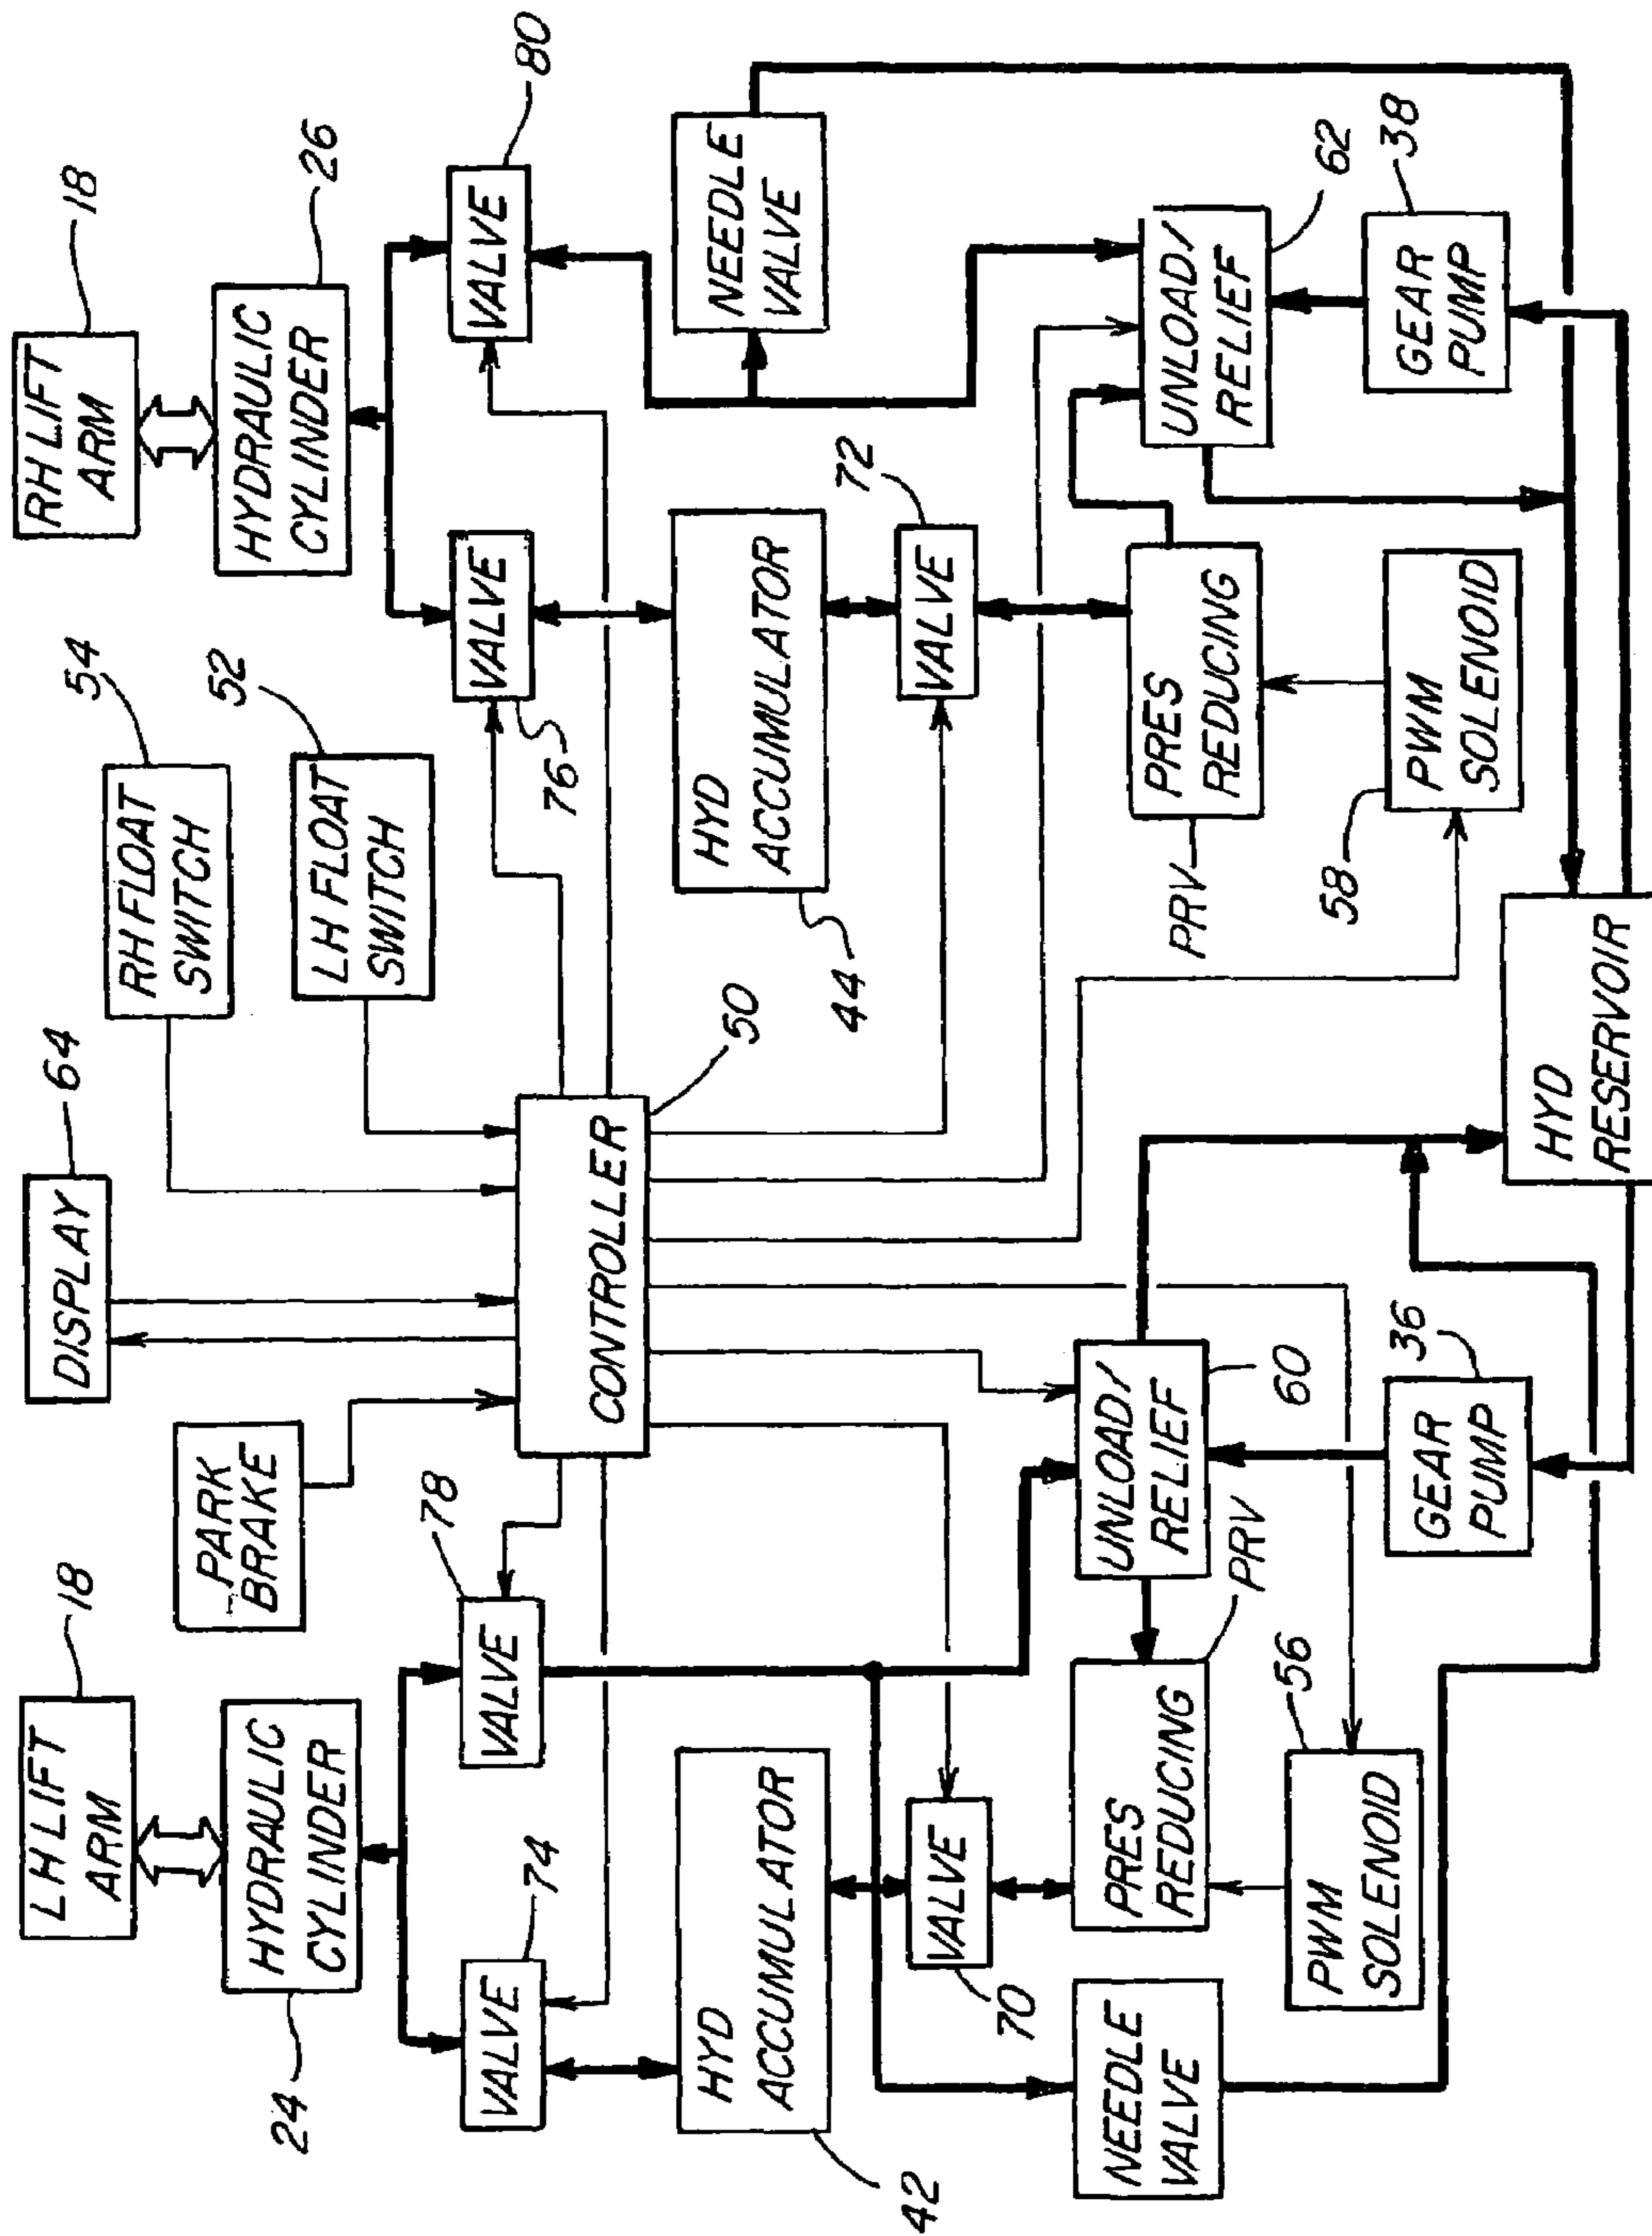 LH LIFT
ARM
18
PARK
BRAKE
DISPLAY
64
RH FLOAT
SWITCH
54
RH LIFT
ARM
18
24
HYDRAULIC
CYLINDER
LH FLOAT
SWITCH
52
HYDRAULIC
CYLINDER
26
VALVE
74
VALVE
78
CONTROLLER
50
VALVE
76
VALVE
80
42
HYD
ACCUMULATOR
44
HYD
ACCUMULATOR
NEEDLE
VALVE
VALVE
70
VALVE
72
NEEDLE
VALVE
PRES
REDUCING
PRV
UNLOAD/
RELIEF
60
PRV
PRES
REDUCING
UNLOAD/
RELIEF
62
PWM
SOLENOID
56
GEAR
PUMP
36
58
PWM
SOLENOID
GEAR
PUMP
38
HYD
RESERVOIR